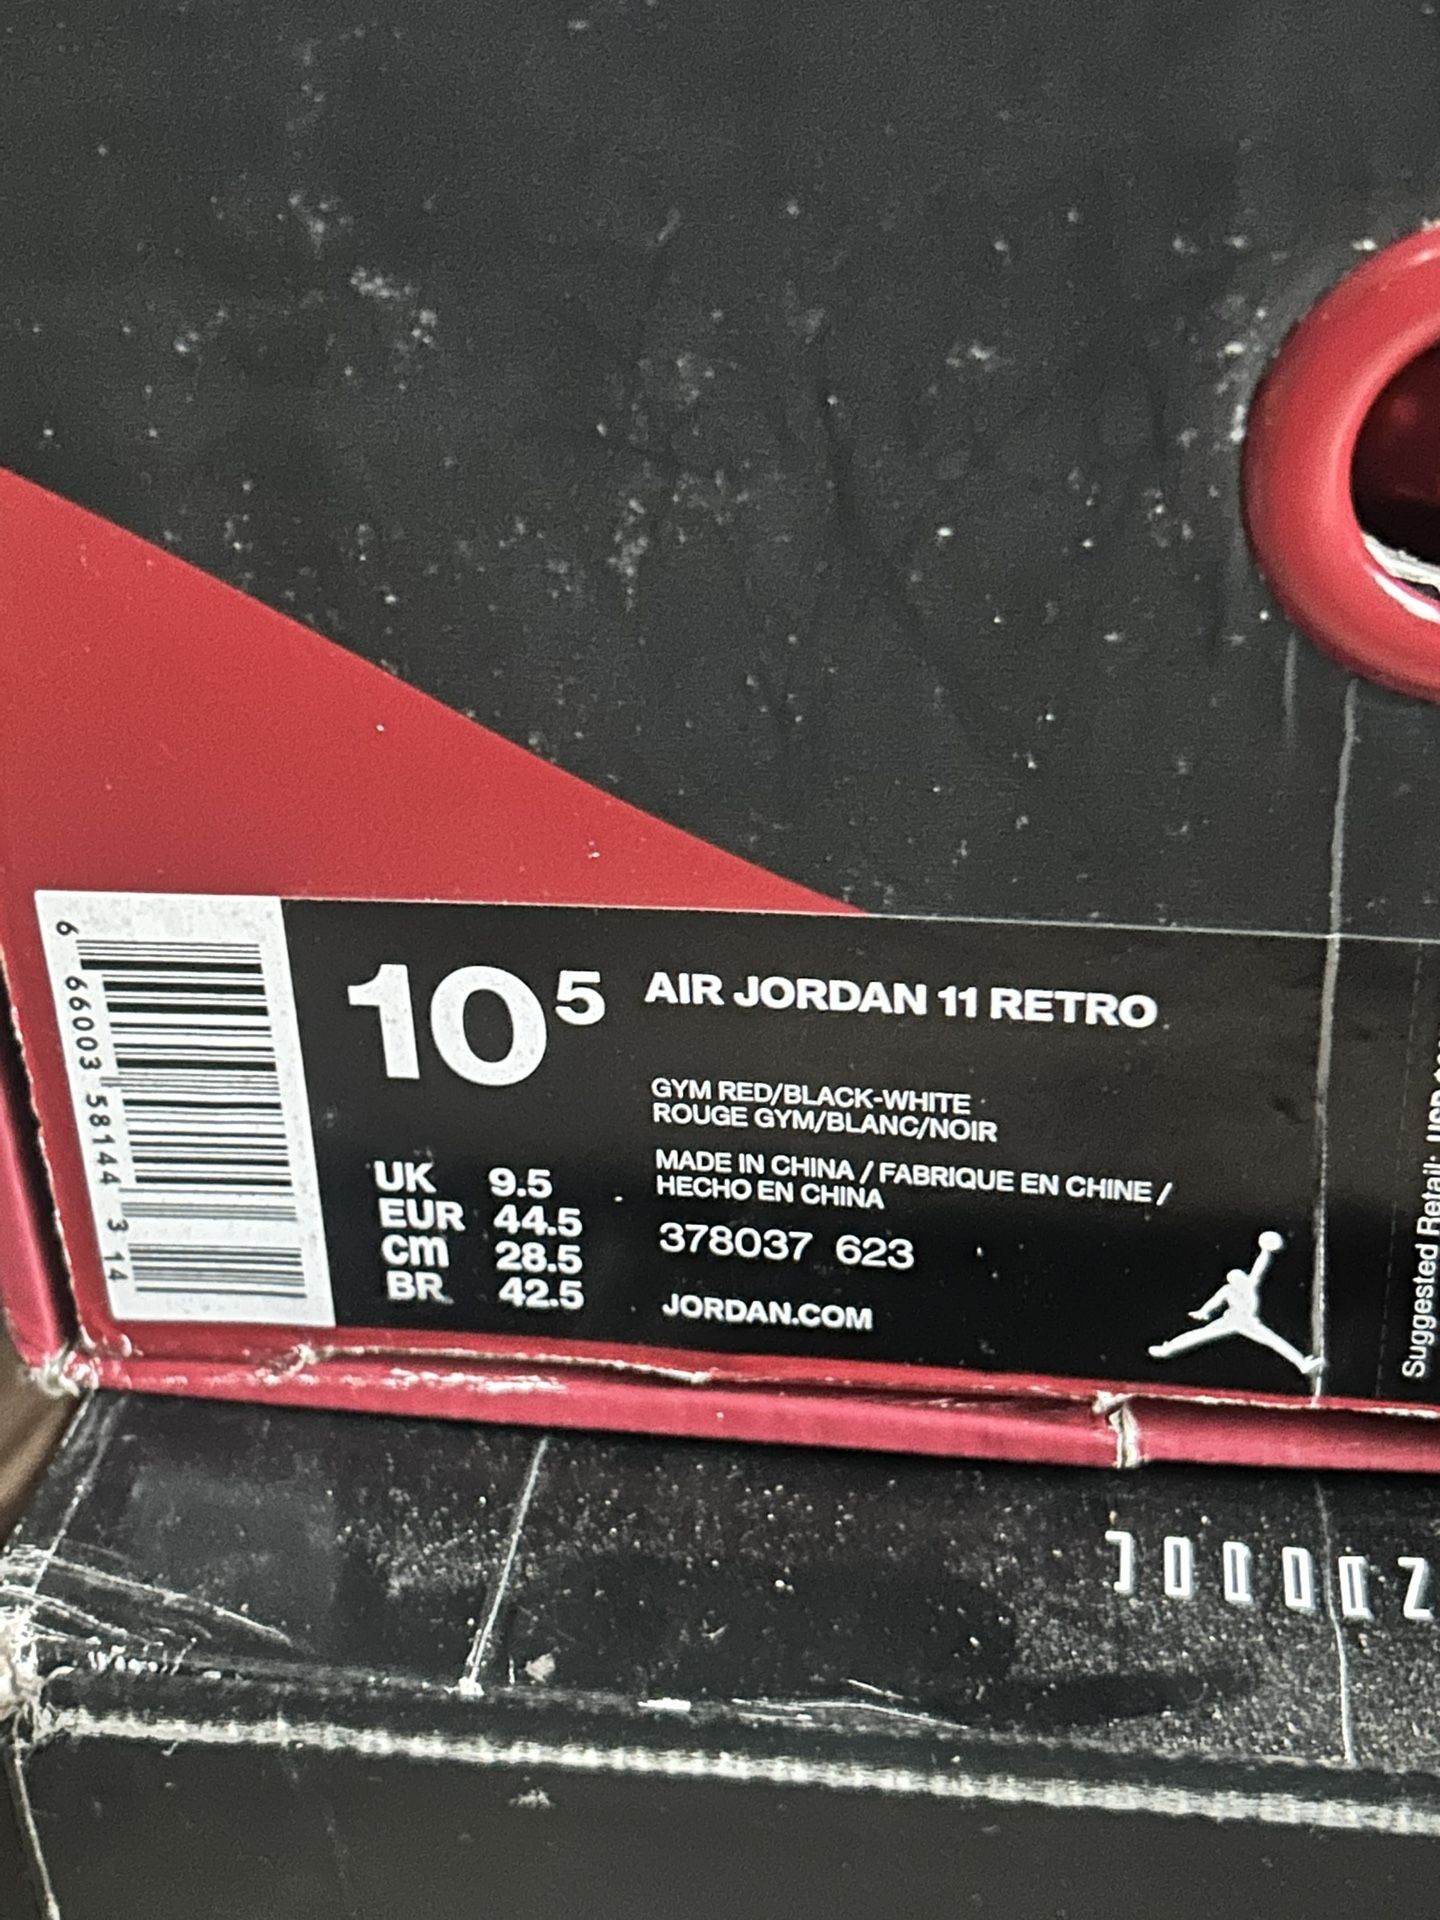 6 66003 58144 3 14
10 5
AIR JORDAN 11 RETRO
GYM RED/BLACK-WHITE
ROUGE GYM/BLANC/NOIR
MADE IN CHINA / FABRIQUE EN CHINE /
HECHO EN CHINA
378037 623
JORDAN.COM
UK 9.5
EUR 44.5
cm 28.5
BR 42.5
Suggested Retail: USD